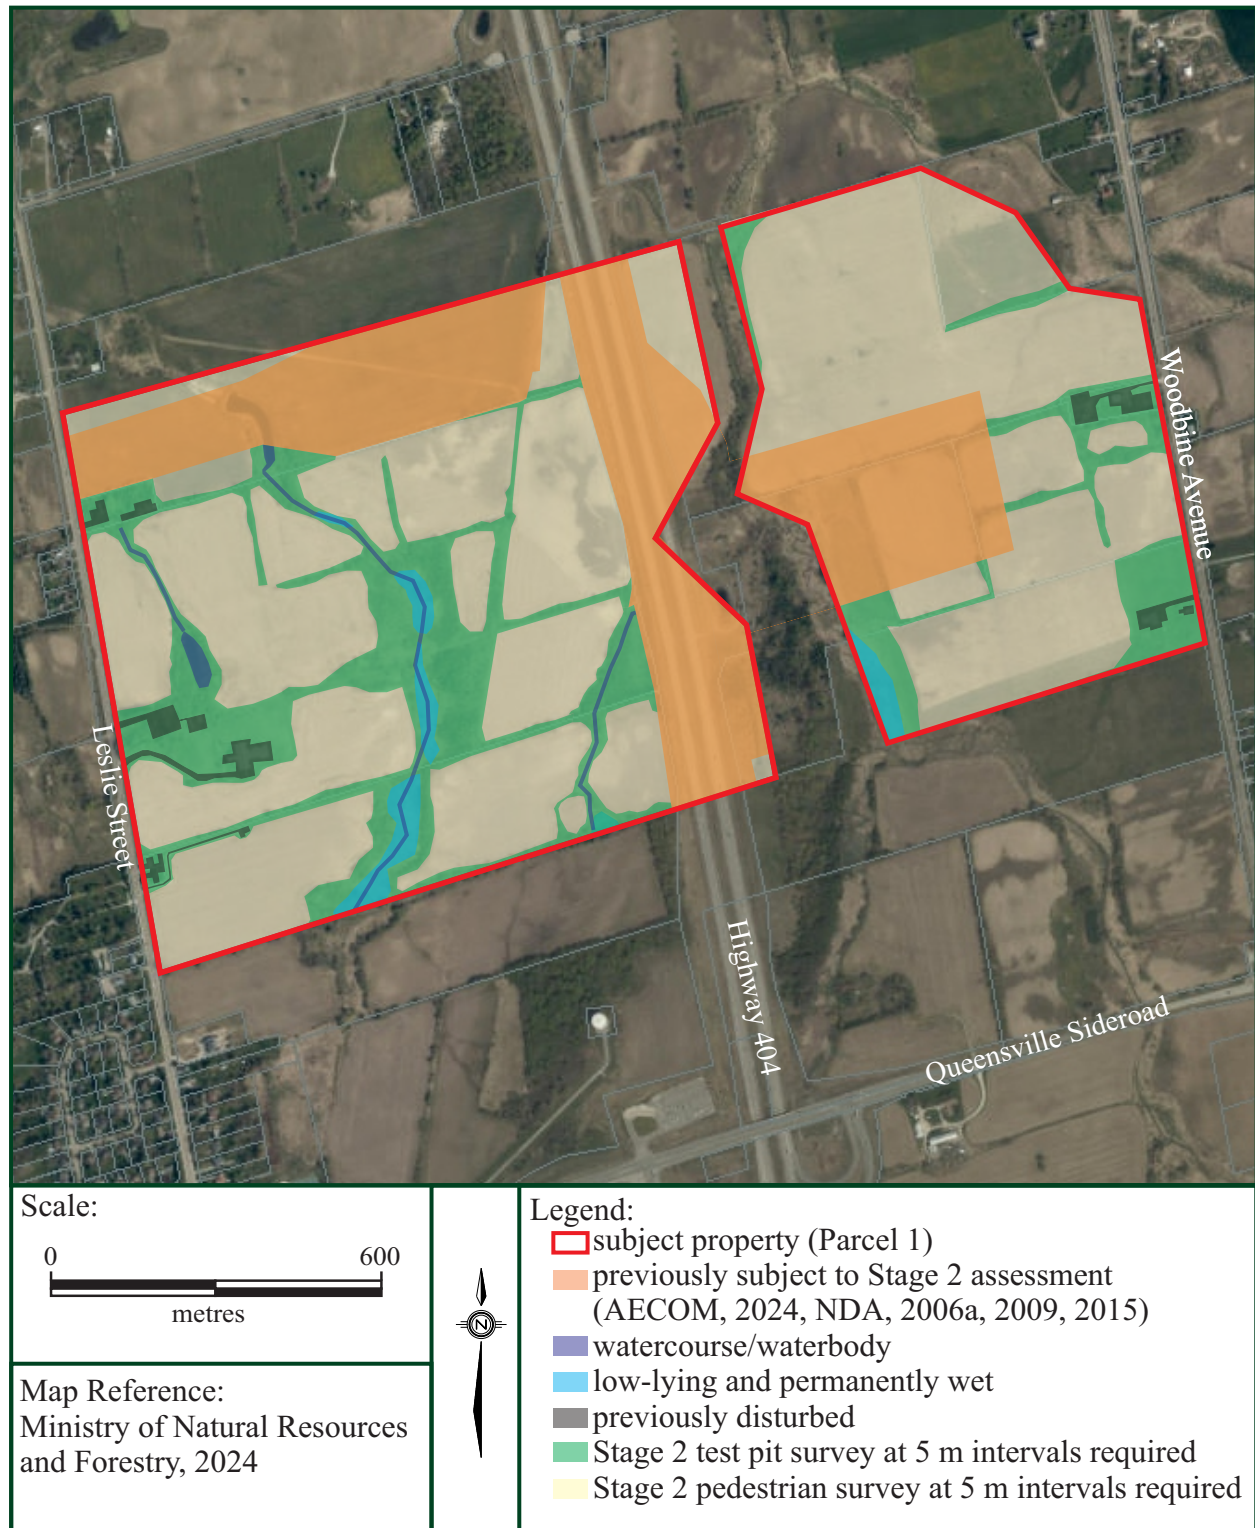 Woodbine Avenue
Leslie Street
Highway 404
Queensville Sideroad
Scale:
0 600
metres
Map Reference:
Ministry of Natural Resources
and Forestry, 2024
N
Legend:
subject property (Parcel 1)
previously subject to Stage 2 assessment
(AECOM, 2024, NDA, 2006a, 2009, 2015)
watercourse/waterbody
low-lying and permanently wet
previously disturbed
Stage 2 test pit survey at 5 m intervals required
Stage 2 pedestrian survey at 5 m intervals required